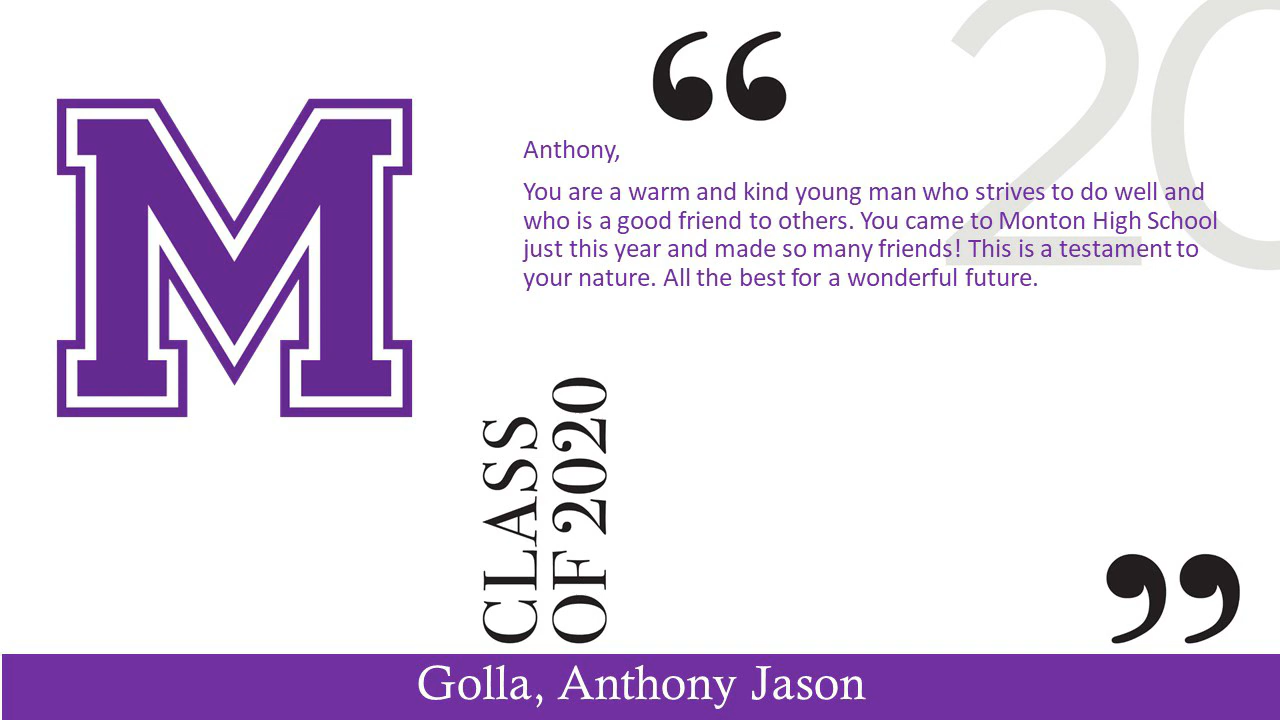 20
M
“
Anthony,
You are a warm and kind young man who strives to do well and
who is a good friend to others. You came to Monton High School
just this year and made so many friends! This is a testament to
your nature. All the best for a wonderful future.
CLASS
OF 2020
”
Golla, Anthony Jason